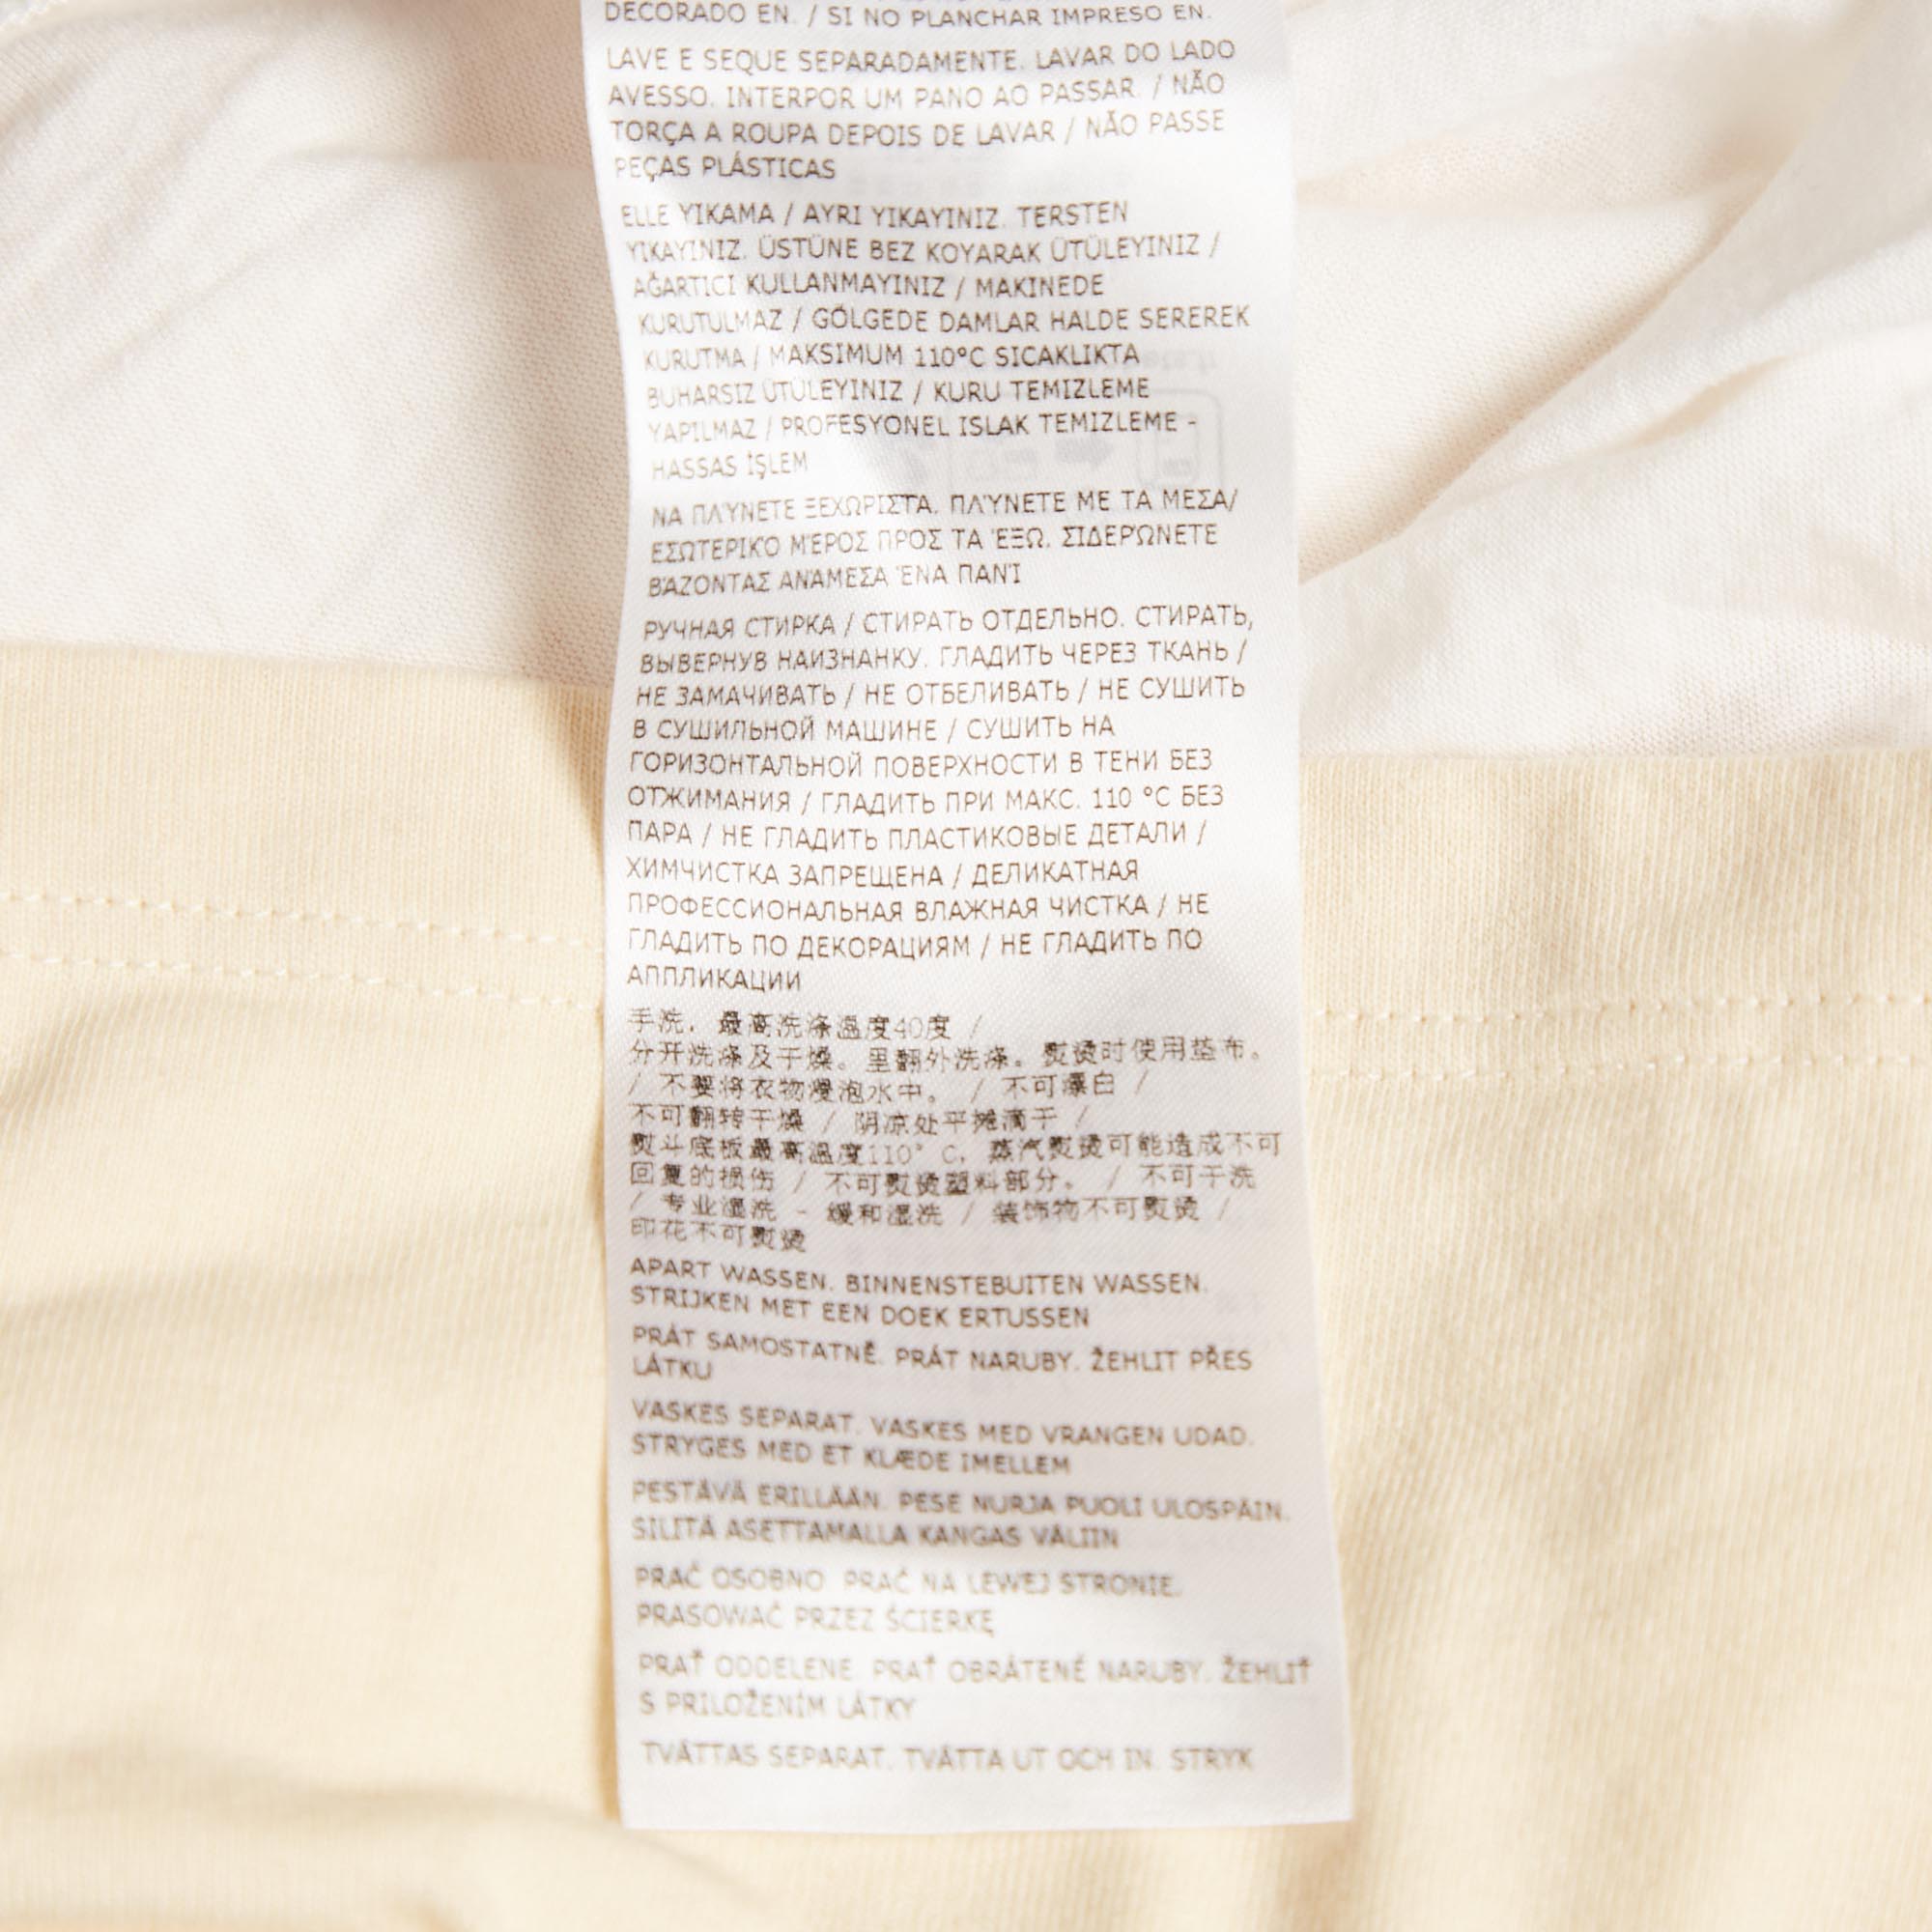 DECORADO EN. / SI NO PLANCHAR IMPRESO EN.
LAVE E SEQUE SEPARADAMENTE. LAVAR DO LADO
AVESSO. INTERPOR UM PANO AO PASSAR. / NÃO
TORÇA A ROUPA DEPOIS DE LAVAR / NÃO PASSE
PEÇAS PLÁSTICAS
ELLE YIKAMA / AYRI YIKAYINIZ. TERSTEN
YIKAYINIZ. ÜSTÜNE BEZ KOYARAK ÜTÜLEYINIZ /
AĞARTICI KULLANMAYINIZ / MAKINEDE
KURUTULMAZ / GÖLGEDE DAMLAR HALDE SEREREK
KURUTMA / MAKSIMUM 110°C SICAKLIKTA
BUHARSIZ ÜTÜLEYINIZ / KURU TEMIZLEME
YAPILMAZ / PROFESYONEL ISLAK TEMIZLEME -
HASSAS İŞLEM
ΝΑ ΠΛΎΝΕΤΕ ΞΕΧΩΡΙΣΤΑ. ΠΛΎΝΕΤΕ ΜΕ ΤΑ ΜΕΣΑ/
ΕΣΩΤΕΡΙΚΌ ΜΈΡΟΣ ΠΡΟΣ ΤΑ ΈΞΩ. ΣΙΔΕΡΏΝΕΤΕ
ΒΆΖΟΝΤΑΣ ΑΝΆΜΕΣΑ ΈΝΑ ΠΑΝΊ
РУЧНАЯ СТИРКА / СТИРАТЬ ОТДЕЛЬНО. СТИРАТЬ,
ВЫВЕРНУВ НАИЗНАНКУ. ГЛАДИТЬ ЧЕРЕЗ ТКАНЬ /
НЕ ЗАМАЧИВАТЬ / НЕ ОТБЕЛИВАТЬ / НЕ СУШИТЬ
В СУШИЛЬНОЙ МАШИНЕ / СУШИТЬ НА
ГОРИЗОНТАЛЬНОЙ ПОВЕРХНОСТИ В ТЕНИ БЕЗ
ОТЖИМАНИЯ / ГЛАДИТЬ ПРИ МАКС. 110 °C БЕЗ
ПАРА / НЕ ГЛАДИТЬ ПЛАСТИКОВЫЕ ДЕТАЛИ /
ХИМЧИСТКА ЗАПРЕЩЕНА / ДЕЛИКАТНАЯ
ПРОФЕССИОНАЛЬНАЯ ВЛАЖНАЯ ЧИСТКА / НЕ
ГЛАДИТЬ ПО ДЕКОРАЦИЯМ / НЕ ГЛАДИТЬ ПО
АППЛИКАЦИИ
手洗，最高洗涤温度40度 /
分开洗涤及干燥。里翻外洗涤。熨烫时使用垫布。
/ 不要将衣物浸泡水中。 / 不可漂白 /
不可翻转干燥 / 阴凉处平摊滴干 /
熨斗底板最高温度110° C，蒸汽熨烫可能造成不可
回复的损伤 / 不可熨烫塑料部分。 / 不可干洗
/ 专业湿洗 - 缓和湿洗 / 装饰物不可熨烫 /
印花不可熨烫
APART WASSEN. BINNENSTEBUITEN WASSEN.
STRIJKEN MET EEN DOEK ERTUSSEN
PRÁT SAMOSTATNĚ. PRÁT NARUBY. ŽEHLIT PŘES
LÁTKU
VASKES SEPARAT. VASKES MED VRANGEN UDAD.
STRYGES MED ET KLÆDE IMELLEM
PESTÄVÄ ERILLÄÄN. PESE NURJA PUOLI ULOSPÄIN.
SILITÄ ASETTAMALLA KANGAS VÄLIIN
PRAĆ OSOBNO. PRAĆ NA LEWEJ STRONIE.
PRASOWAĆ PRZEZ ŚCIERKĘ
PRAŤ ODDELENE. PRAŤ OBRÁTENÉ NARUBY. ŽEHLIŤ
S PRILOŽENÍM LÁTKY
TVÄTTAS SEPARAT. TVÄTTA UT OCH IN. STRYK